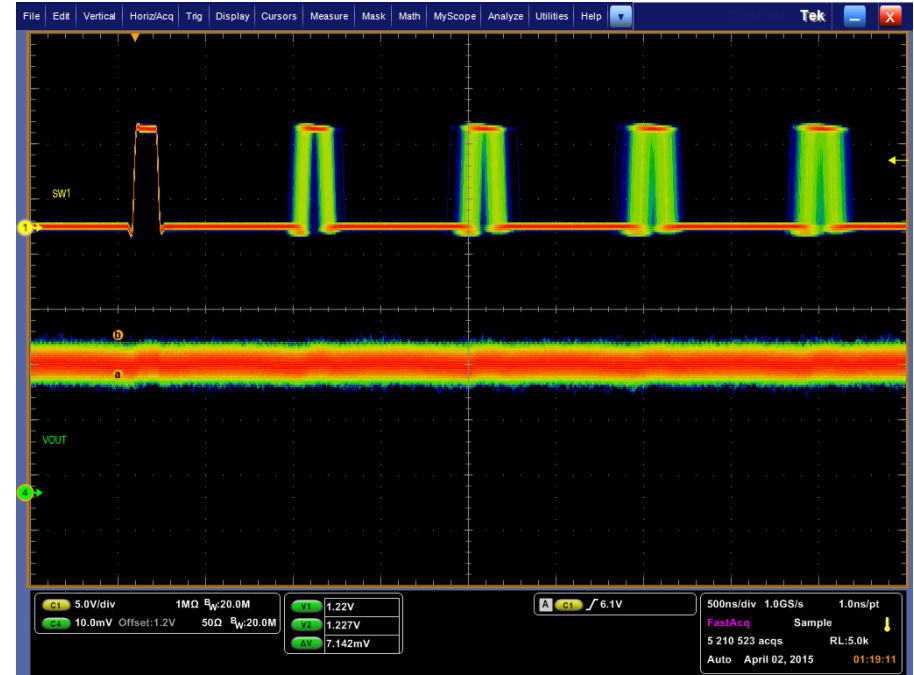 File Edit Vertical Horiz/Acq Trig Display Cursors Measure Mask Math MyScope Analyze Utilities Help Tek X
SW1
1
b
a
VOUT
4
C1 5.0V/div 1MΩ BW:20.0M
C4 10.0mV Offset:1.2V 50Ω BW:20.0M
V1 1.22V
V2 1.227V
ΔV 7.142mV
A C1 6.1V
500ns/div 1.0GS/s 1.0ns/pt
FastAcq Sample
5 210 523 acqs RL:5.0k
Auto April 02, 2015 01:19:11